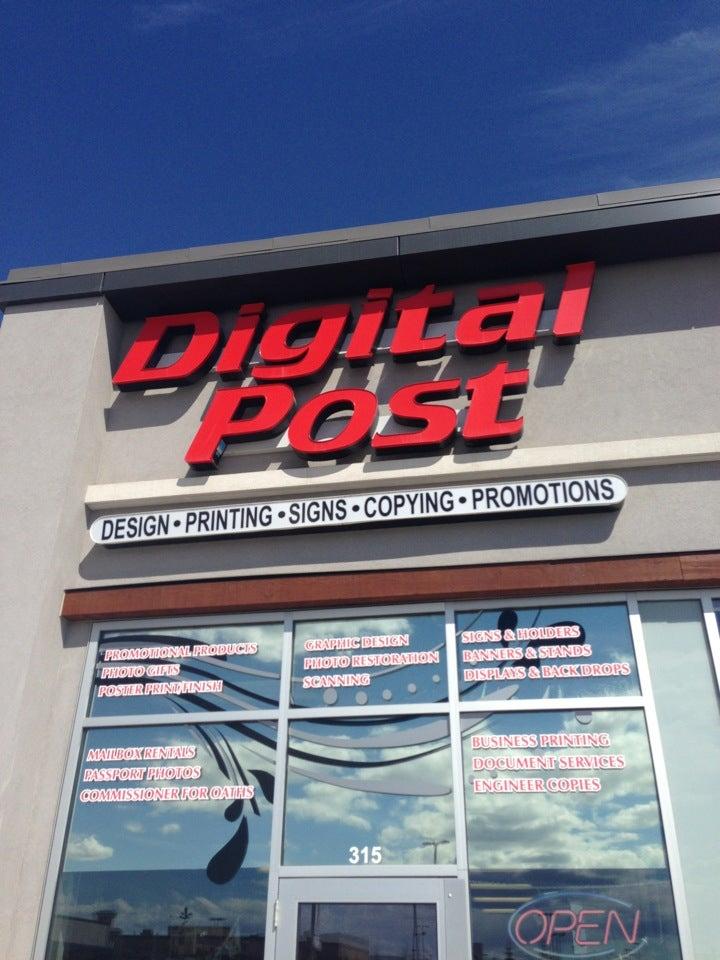 Digital
Post
DESIGN • PRINTING • SIGNS • COPYING • PROMOTIONS
PROMOTIONAL PRODUCTS
PHOTO GIFTS
POSTER PRINT/FINISH
GRAPHIC DESIGN
PHOTO RESTORATION
SCANNING
SIGNS & HOLDERS
BANNERS & STANDS
DISPLAYS & BACK DROPS
MAILBOX RENTALS
PASSPORT PHOTOS
COMMISSIONER FOR OATHS
BUSINESS PRINTING
DOCUMENT SERVICES
ENGINEER COPIES
315
OPEN